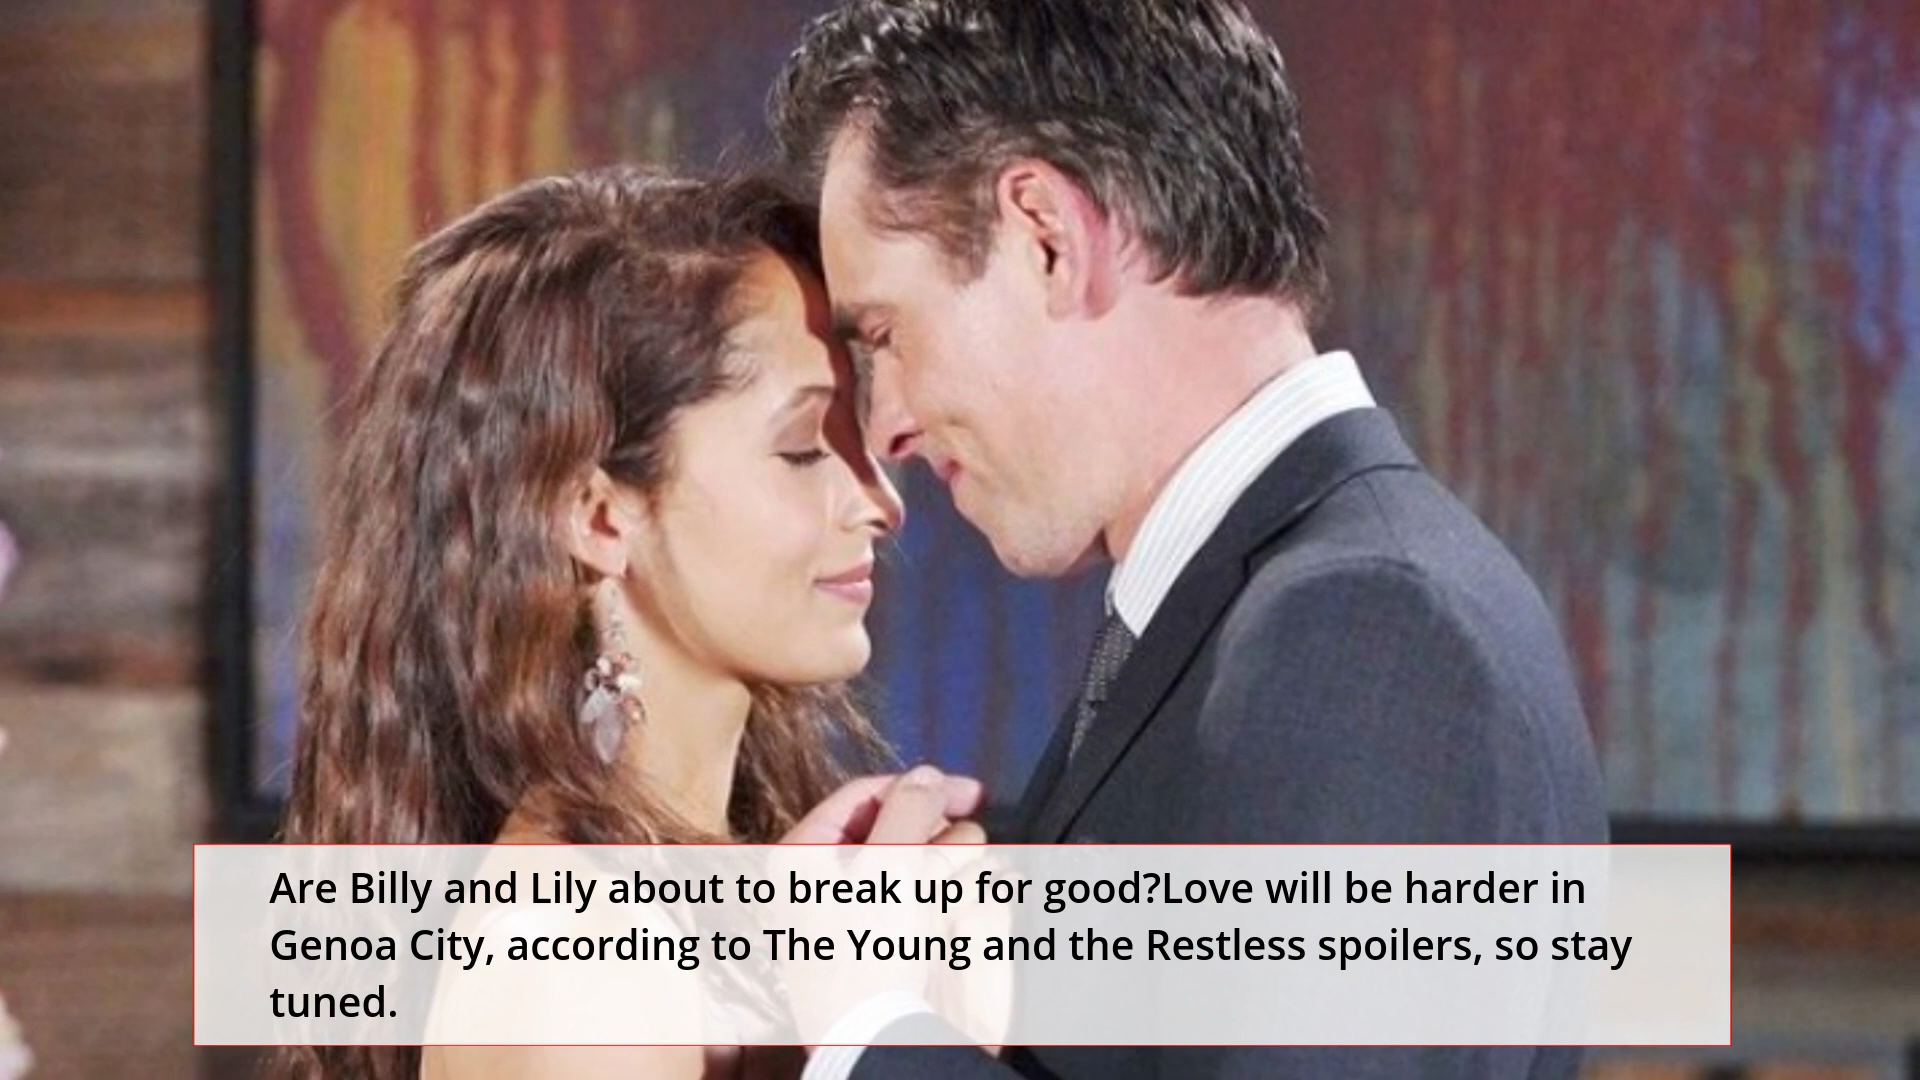 Are Billy and Lily about to break up for good?Love will be harder in
Genoa City, according to The Young and the Restless spoilers, so stay
tuned.